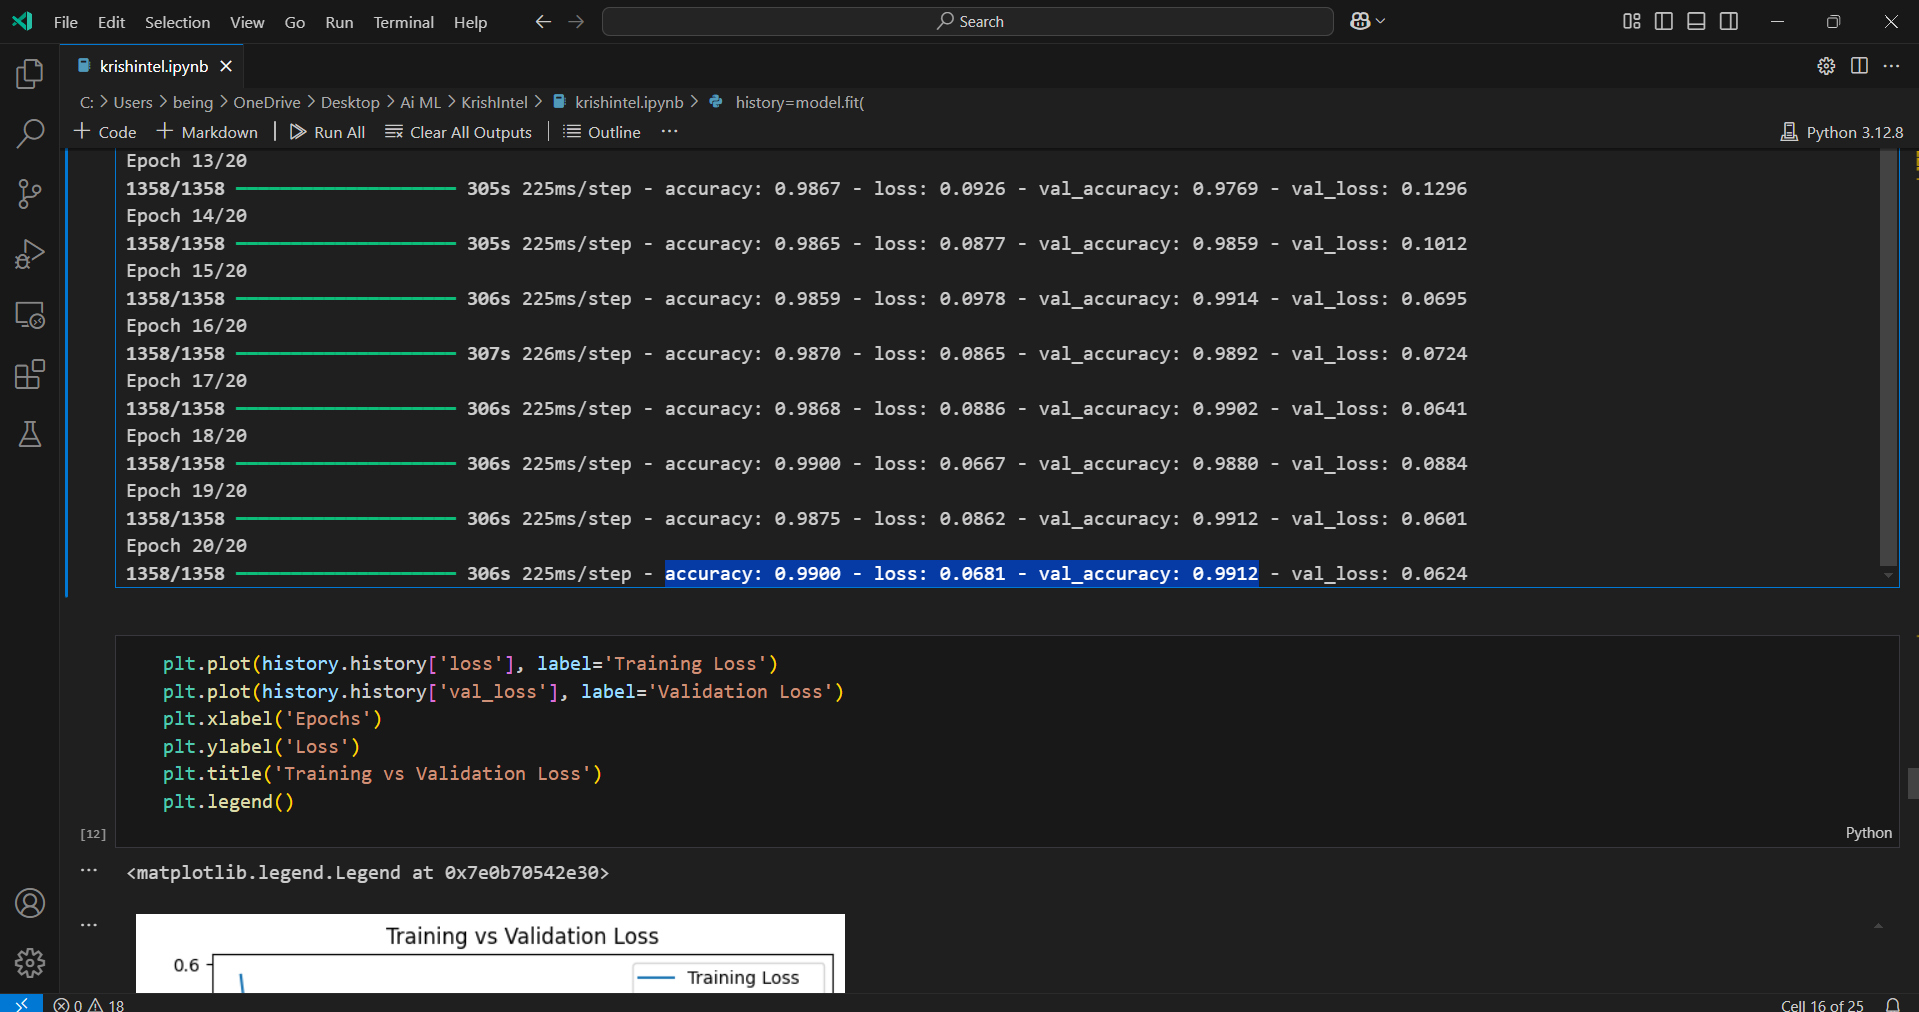 File Edit Selection View Go Run Terminal Help Search
krishintel.ipynb
C: > Users > being > OneDrive > Desktop > Ai ML > KrishIntel > krishintel.ipynb > history=model.fit(
+ Code + Markdown Run All Clear All Outputs Outline ... Python 3.12.8
Epoch 13/20
1358/1358 305s 225ms/step - accuracy: 0.9867 - loss: 0.0926 - val_accuracy: 0.9769 - val_loss: 0.1296
Epoch 14/20
1358/1358 305s 225ms/step - accuracy: 0.9865 - loss: 0.0877 - val_accuracy: 0.9859 - val_loss: 0.1012
Epoch 15/20
1358/1358 306s 225ms/step - accuracy: 0.9859 - loss: 0.0978 - val_accuracy: 0.9914 - val_loss: 0.0695
Epoch 16/20
1358/1358 307s 226ms/step - accuracy: 0.9870 - loss: 0.0865 - val_accuracy: 0.9892 - val_loss: 0.0724
Epoch 17/20
1358/1358 306s 225ms/step - accuracy: 0.9868 - loss: 0.0886 - val_accuracy: 0.9902 - val_loss: 0.0641
Epoch 18/20
1358/1358 306s 225ms/step - accuracy: 0.9900 - loss: 0.0667 - val_accuracy: 0.9880 - val_loss: 0.0884
Epoch 19/20
1358/1358 306s 225ms/step - accuracy: 0.9875 - loss: 0.0862 - val_accuracy: 0.9912 - val_loss: 0.0601
Epoch 20/20
1358/1358 306s 225ms/step - accuracy: 0.9900 - loss: 0.0681 - val_accuracy: 0.9912 - val_loss: 0.0624
plt.plot(history.history['loss'], label='Training Loss')
plt.plot(history.history['val_loss'], label='Validation Loss')
plt.xlabel('Epochs')
plt.ylabel('Loss')
plt.title('Training vs Validation Loss')
plt.legend()
[12] Python
... <matplotlib.legend.Legend at 0x7e0b70542e30>
...
Training vs Validation Loss
0.6
Training Loss
0 18 Cell 16 of 25